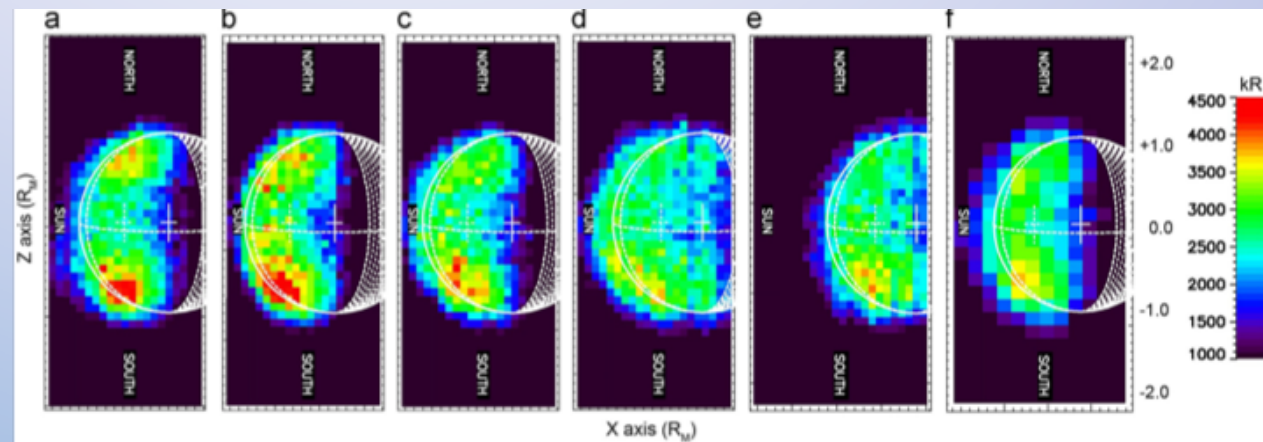 a b c d e f
NORTH NORTH NORTH NORTH NORTH NORTH
SUN SUN SUN SUN SUN SUN
SOUTH SOUTH SOUTH SOUTH SOUTH SOUTH
Z axis (R_M)
X axis (R_M)
+2.0
+1.0
0.0
-1.0
-2.0
kR
4500
4000
3500
3000
2500
2000
1500
1000